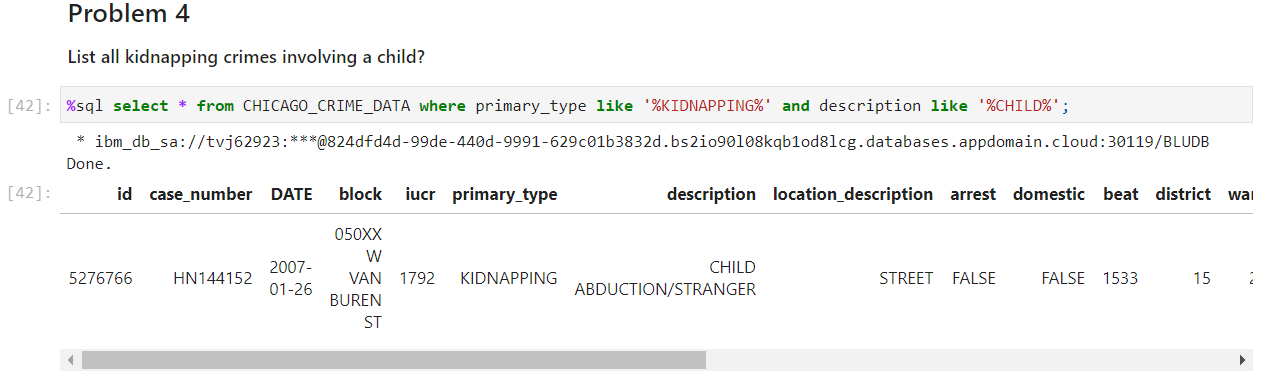 Problem 4
List all kidnapping crimes involving a child?
[42]: %sql select * from CHICAGO_CRIME_DATA where primary_type like '%KIDNAPPING%' and description like '%CHILD%';
* ibm_db_sa://tvj62923:***@824dfd4d-99de-440d-9991-629c01b3832d.bs2io90l08kqb1od8lcg.databases.appdomain.cloud:30119/BLUDB
Done.
[42]: id case_number DATE block iucr primary_type description location_description arrest domestic beat district
5276766 HN144152 2007-01-26 050XX W VAN BUREN ST 1792 KIDNAPPING CHILD ABDUCTION/STRANGER STREET FALSE FALSE 1533 15